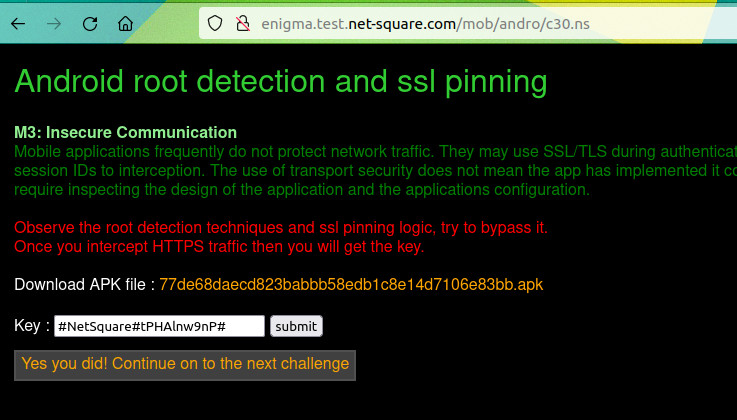 enigma.test.net-square.com/mob/andro/c30.ns
Android root detection and ssl pinning
M3: Insecure Communication
Mobile applications frequently do not protect network traffic. They may use SSL/TLS during authenticat
session IDs to interception. The use of transport security does not mean the app has implemented it co
require inspecting the design of the application and the applications configuration.
Observe the root detection techniques and ssl pinning logic, try to bypass it.
Once you intercept HTTPS traffic then you will get the key.
Download APK file : 77de68daecd823babbb58edb1c8e14d7106e83bb.apk
Key : #NetSquare#tPHAlnw9nP# submit
Yes you did! Continue on to the next challenge